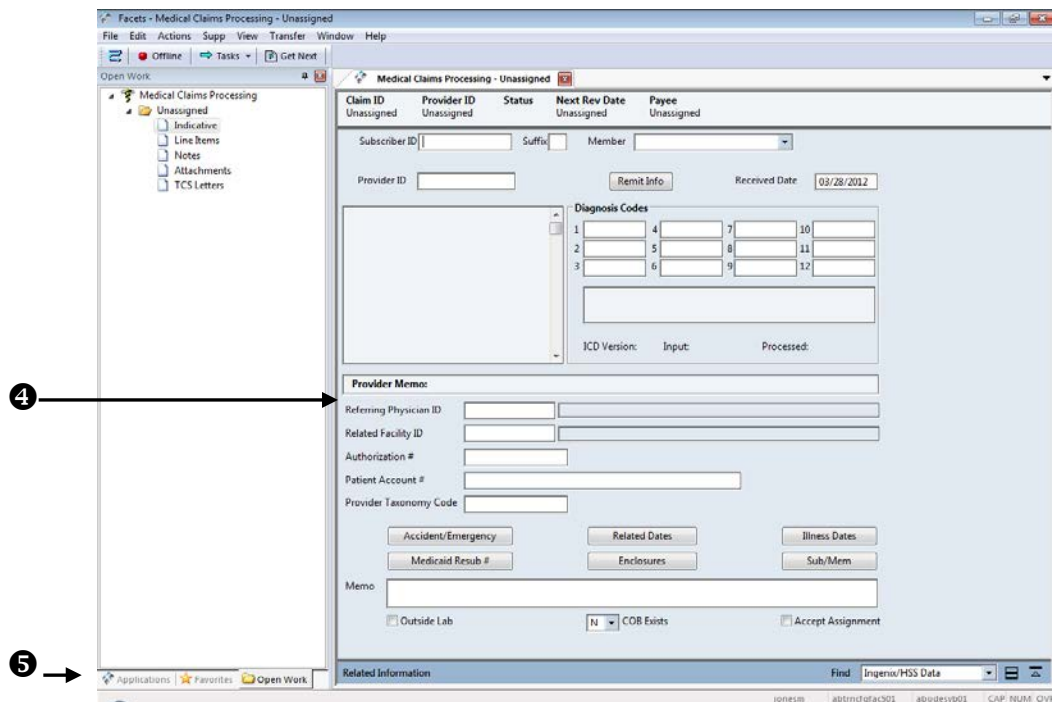 Facets - Medical Claims Processing - Unassigned
File Edit Actions Supp View Transfer Window Help
Offline Tasks Get Next
Open Work
Medical Claims Processing - Unassigned
Medical Claims Processing
Unassigned
Indicative
Line Items
Notes
Attachments
TCS Letters
Claim ID Provider ID Status Next Rev Date Payee
Unassigned Unassigned Unassigned Unassigned
Subscriber ID Suffix Member
Provider ID Remit Info Received Date 03/28/2012
Diagnosis Codes
1 4 7 10
2 5 8 11
3 6 9 12
ICD Version: Input: Processed:
Provider Memo:
❹
Referring Physician ID
Related Facility ID
Authorization #
Patient Account #
Provider Taxonomy Code
Accident/Emergency Related Dates Illness Dates
Medicaid Resub # Enclosures Sub/Mem
Memo
Outside Lab N COB Exists Accept Assignment
❺
Applications Favorites Open Work
Related Information Find Ingenix/HSS Data
jonesm CAP NUM OVR